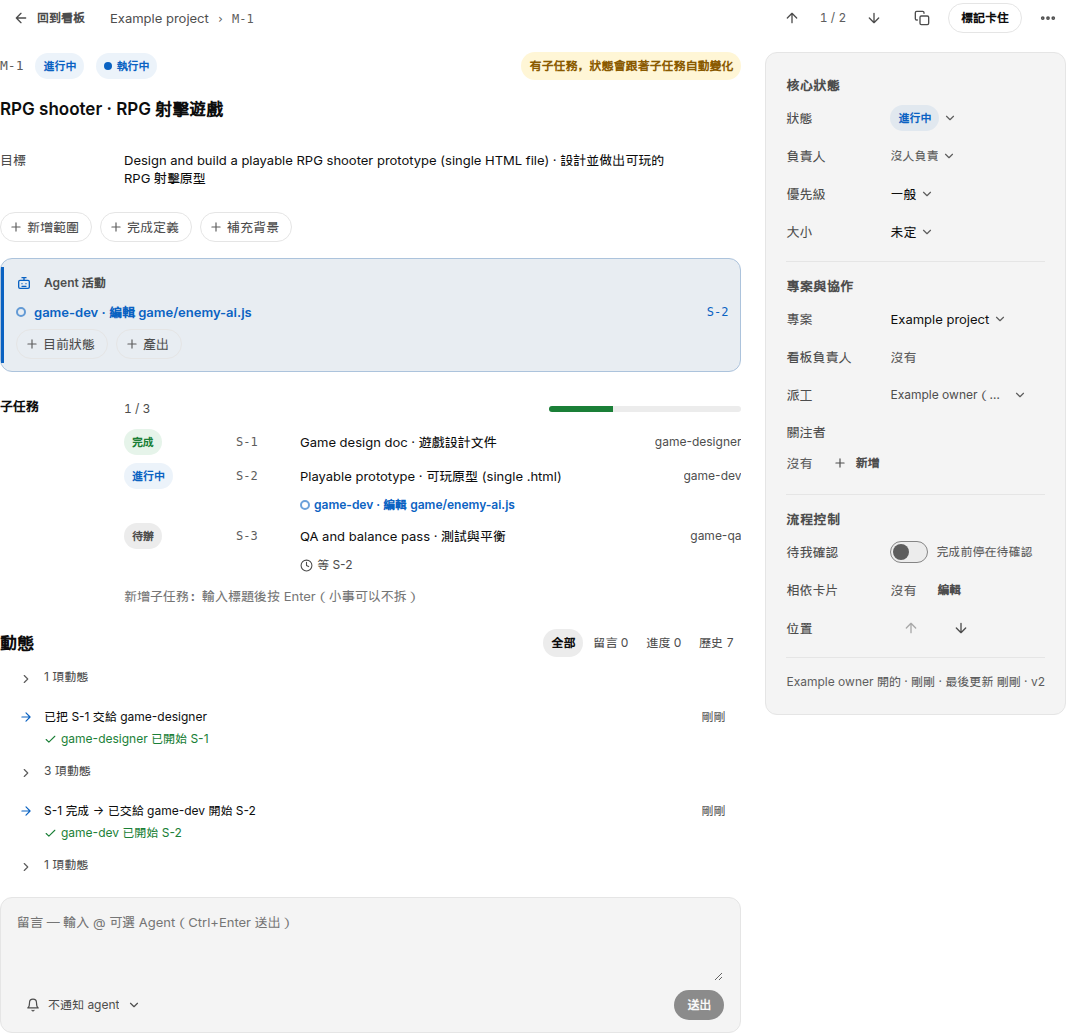 回到看板
Example project › M-1
1 / 2
標記卡住
M-1 進行中 執行中
有子任務，狀態會跟著子任務自動變化
RPG shooter · RPG 射擊遊戲
目標
Design and build a playable RPG shooter prototype (single HTML file) · 設計並做出可玩的
RPG 射擊原型
新增範圍
完成定義
補充背景
Agent 活動
game-dev · 編輯 game/enemy-ai.js
S-2
目前狀態
產出
子任務
1 / 3
完成 S-1 Game design doc · 遊戲設計文件 game-designer
進行中 S-2 Playable prototype · 可玩原型 (single .html) game-dev
game-dev · 編輯 game/enemy-ai.js
待辦 S-3 QA and balance pass · 測試與平衡 game-qa
等 S-2
新增子任務：輸入標題後按 Enter（小事可以不拆）
動態
全部 留言 0 進度 0 歷史 7
1 項動態
已把 S-1 交給 game-designer 剛剛
game-designer 已開始 S-1
3 項動態
S-1 完成 → 已交給 game-dev 開始 S-2 剛剛
game-dev 已開始 S-2
1 項動態
留言 — 輸入 @ 可選 Agent（Ctrl+Enter 送出）
不通知 agent
送出
核心狀態
狀態 進行中
負責人 沒人負責
優先級 一般
大小 未定
專案與協作
專案 Example project
看板負責人 沒有
派工 Example owner (...
關注者
沒有 新增
流程控制
待我確認 完成前停在待確認
相依卡片 沒有 編輯
位置
Example owner 開的 · 剛剛 · 最後更新 剛剛 · v2